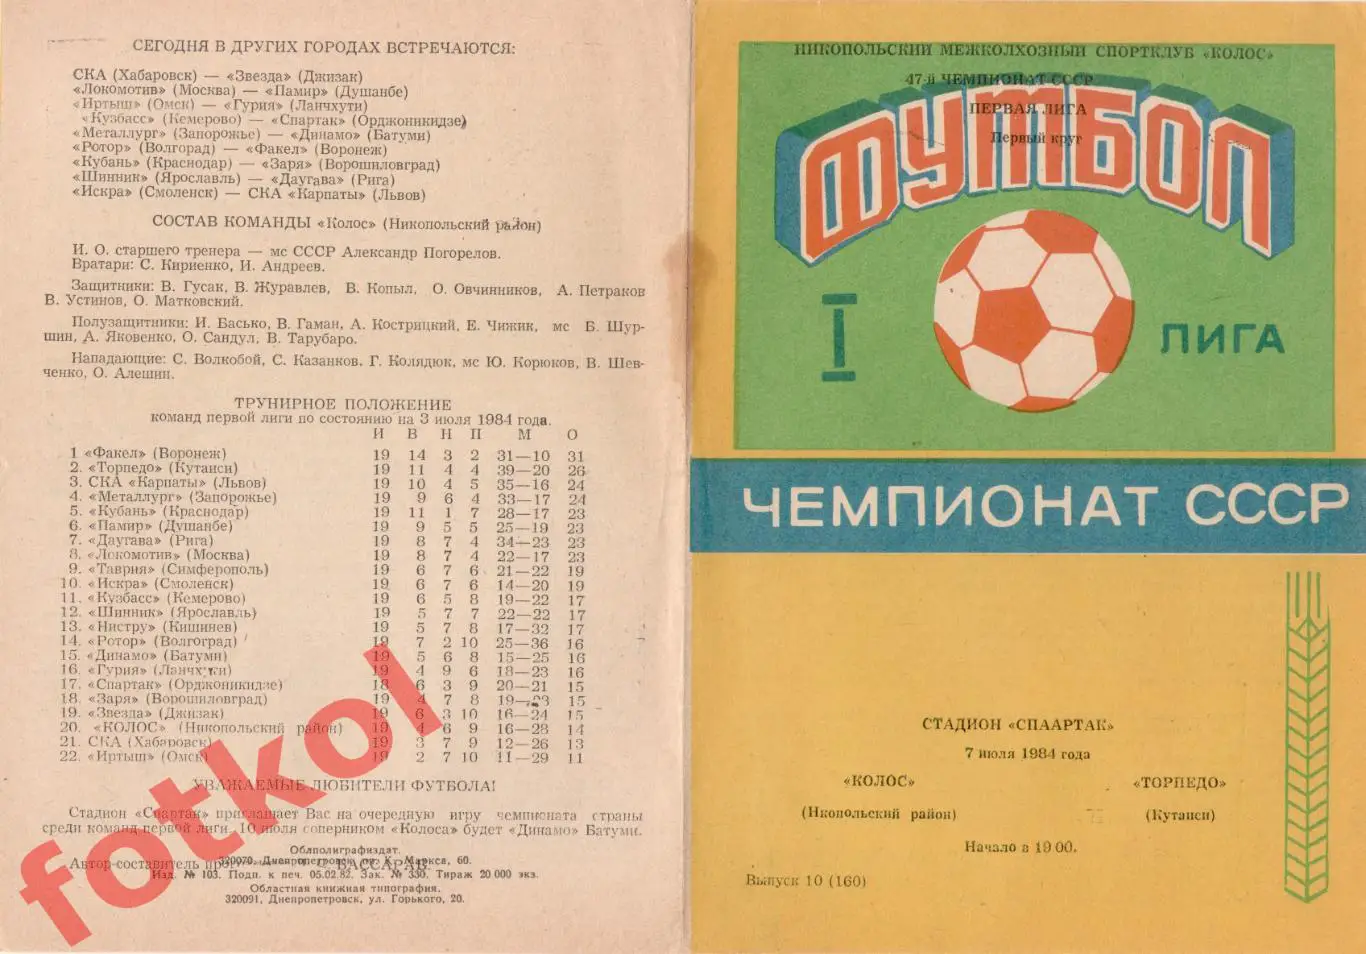 СЕГОДНЯ В ДРУГИХ ГОРОДАХ ВСТРЕЧАЮТСЯ:
СКА (Хабаровск) — «Звезда» (Джизак)
«Локомотив» (Москва) — «Памир» (Душанбе)
«Иртыш» (Омск) — «Гурия» (Ланчхути)
«Кузбасс» (Кемерово) — «Спартак» (Орджоникидзе)
«Металлург» (Запорожье) — «Динамо» (Батуми)
«Ротор» (Волгоград) — «Факел» (Воронеж)
«Кубань» (Краснодар) — «Заря» (Ворошиловград)
«Шинник» (Ярославль) — «Даугава» (Рига)
«Искра» (Смоленск) — СКА «Карпаты» (Львов)
СОСТАВ КОМАНДЫ «Колос» (Никопольский район)
И. О. старшего тренера — мс СССР Александр Погорелов.
Вратари: С. Кириенко, И. Андреев.
Защитники: В. Гусак, В. Журавлев, В. Копыл, О. Овчинников, А. Петраков
В. Устинов, О. Матковский.
Полузащитники: И. Басько, В. Гаман, А. Кострицкий, Е. Чижик, мс Б. Шур-
шин, А. Яковенко, О. Сандул, В. Тарубаро.
Нападающие: С. Волкобой, С. Казанков, Г. Колядюк, мс Ю. Корюков, В. Шев-
ченко, О. Алешин.
ТРУНИРНОЕ ПОЛОЖЕНИЕ
команд первой лиги по состоянию на 3 июля 1984 года.
И В Н П М О
1 «Факел» (Воронеж) 19 14 3 2 31—10 31
2. «Торпедо» (Кутаиси) 19 11 4 4 39—20 26
3. СКА «Карпаты» (Львов) 19 10 4 5 35—16 24
4. «Металлург» (Запорожье) 19 9 6 4 33—17 24
5. «Кубань» (Краснодар) 19 11 1 7 28—17 23
6. «Памир» (Душанбе) 19 9 5 5 25—19 23
7. «Даугава» (Рига) 19 8 7 4 34—23 23
8. «Локомотив» (Москва) 19 8 7 4 22—17 23
9. «Таврия» (Симферополь) 19 6 7 6 21—22 19
10. «Искра» (Смоленск) 19 6 7 6 14—20 19
11. «Кузбасс» (Кемерово) 19 6 5 8 19—22 17
12. «Шинник» (Ярославль) 19 5 7 7 22—22 17
13. «Нистру» (Кишинев) 19 5 7 8 17—32 17
14. «Ротор» (Волгоград) 19 7 2 10 25—36 16
15. «Динамо» (Батуми) 19 5 6 8 15—25 16
16. «Гурия» (Ланчхути) 19 4 9 6 18—23 16
17. «Спартак» (Орджоникидзе) 18 6 3 9 20—21 15
18. «Заря» (Ворошиловград) 19 4 7 8 19— 15
19. «Звезда» (Джизак) 19 6 3 10 16—24 15
20. «КОЛОС» (Никопольский район) 19 4 6 9 16—28 14
21. СКА (Хабаровск) 19 3 7 9 12—26 13
22. «Иртыш» (Омск) 19 2 7 10 11—29 11
УВАЖАЕМЫЕ ЛЮБИТЕЛИ ФУТБОЛА!
Стадион «Спартак» приглашает Вас на очередную игру чемпионата страны
среди команд первой лиги. 10 июля соперником «Колоса» будет «Динамо» Батуми.
Облполиграфиздат.
Автор-составитель С БАССАРАБ.
320070, Днепропетровск, пр. К. Маркса, 60.
Изд. № 103. Подп. к печ. 05.02.82. Зак. № 330. Тираж 20 000 экз.
Областная книжная типография.
320091, Днепропетровск, ул. Горького, 20.
НИКОПОЛЬСКИЙ МЕЖКОЛХОЗНЫЙ СПОРТКЛУБ «КОЛОС»
47-й ЧЕМПИОНАТ СССР
ПЕРВАЯ ЛИГА
Первый круг
ФУТБОЛ
I ЛИГА
ЧЕМПИОНАТ СССР
СТАДИОН «СПААРТАК»
7 июля 1984 года
«КОЛОС» «ТОРПЕДО»
(Нкопольский район) (Кутаиси)
Начало в 19 00.
Выпуск 10 (160)
fotkol